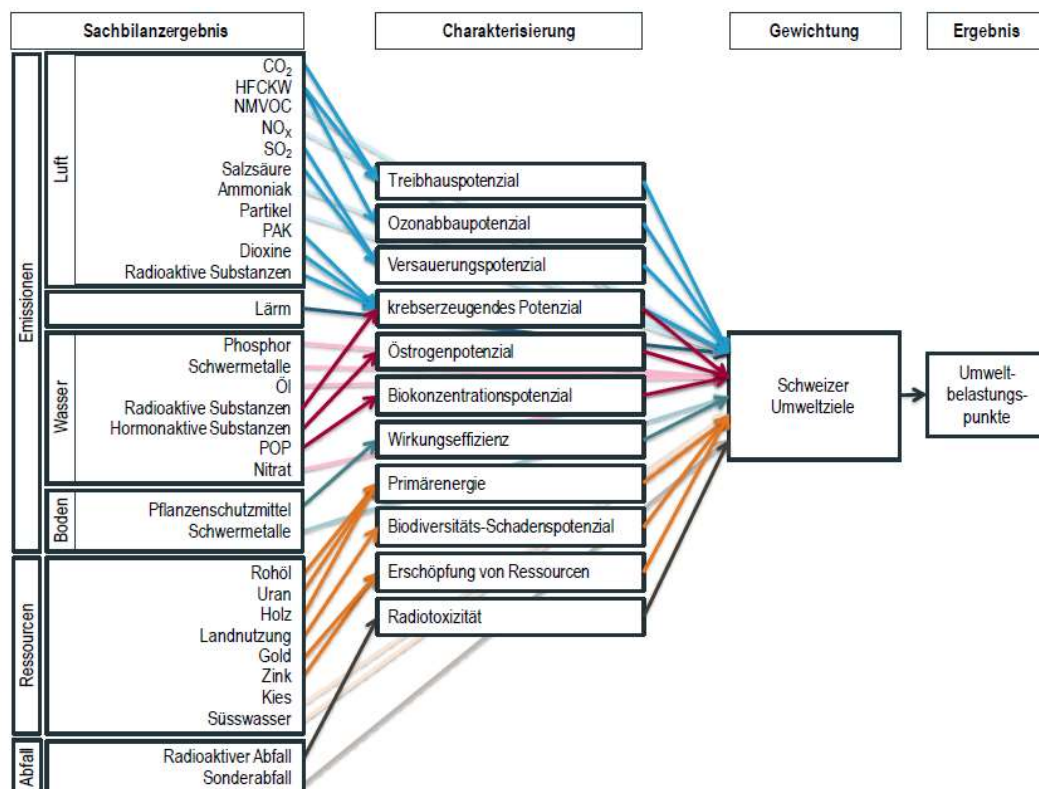 Sachbilanzergebnis
Charakterisierung
Gewichtung
Ergebnis
Emissionen
Luft
CO₂
HFCKW
NMVOC
NOₓ
SO₂
Salzsäure
Ammoniak
Partikel
PAK
Dioxine
Radioaktive Substanzen
Lärm
Wasser
Phosphor
Schwermetalle
Öl
Radioaktive Substanzen
Hormonaktive Substanzen
POP
Nitrat
Boden
Pflanzenschutzmittel
Schwermetalle
Ressourcen
Rohöl
Uran
Holz
Landnutzung
Gold
Zink
Kies
Süsswasser
Abfall
Radioaktiver Abfall
Sonderabfall
Treibhauspotenzial
Ozonabbaupotenzial
Versauerungspotenzial
krebserzeugendes Potenzial
Östrogenpotenzial
Biokonzentrationspotenzial
Wirkungseffizienz
Primärenergie
Biodiversitäts-Schadenspotenzial
Erschöpfung von Ressourcen
Radiotoxizität
Schweizer
Umweltziele
Umwelt-
belastungs-
punkte